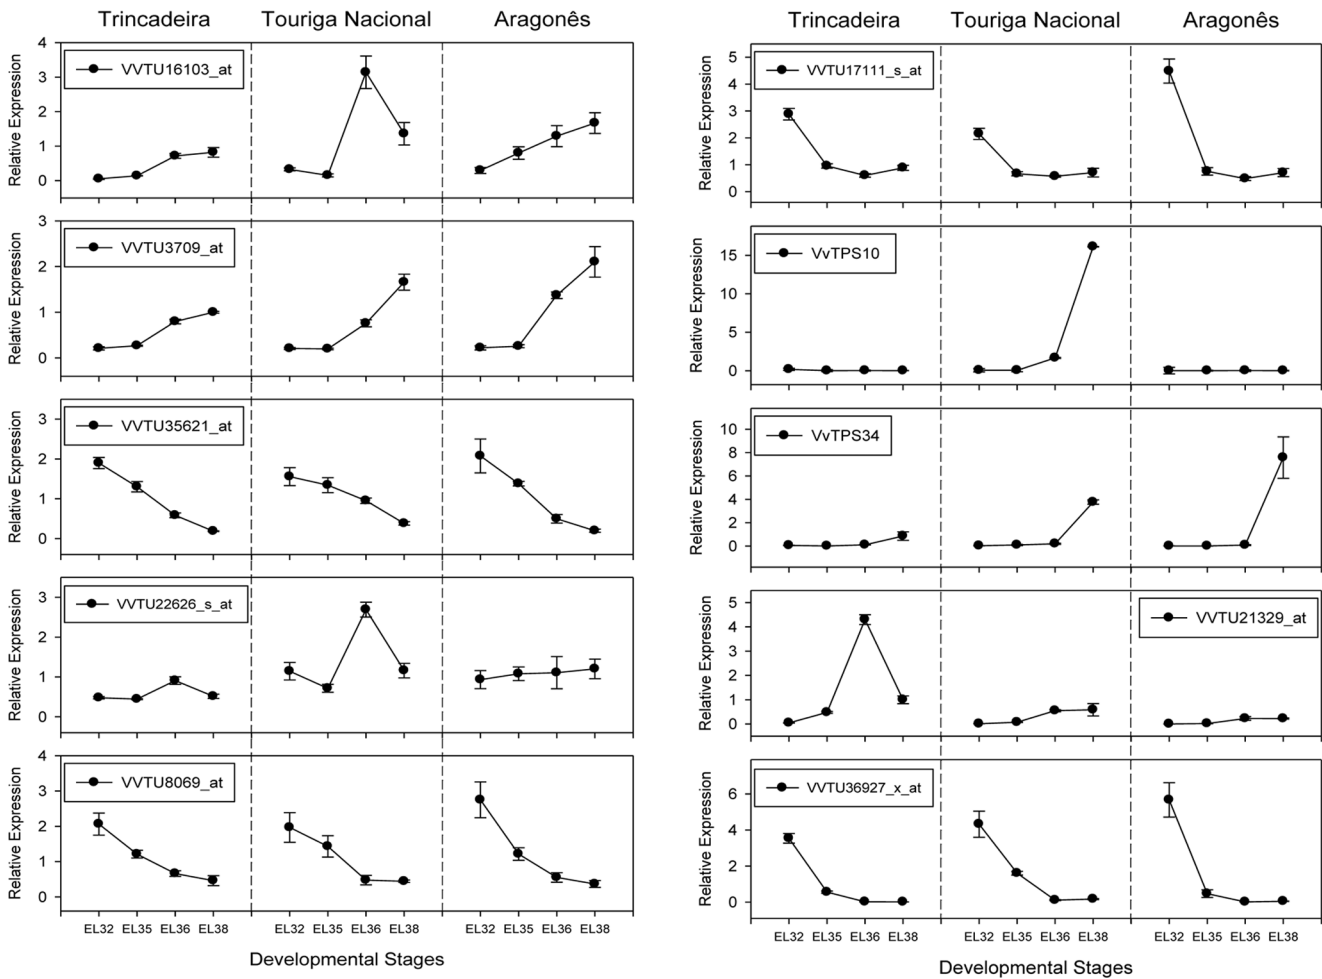 Trincadeira Touriga Nacional Aragonês
Relative Expression
4
3
2
1
0
VVTU16103_at
Relative Expression
3
2
1
0
VVTU3709_at
Relative Expression
3
2
1
0
VVTU35621_at
Relative Expression
3
2
1
0
VVTU22626_s_at
Relative Expression
4
3
2
1
0
VVTU8069_at
EL32 EL35 EL36 EL38 EL32 EL35 EL36 EL38 EL32 EL35 EL36 EL38
Developmental Stages
Trincadeira Touriga Nacional Aragonês
Relative Expression
5
4
3
2
1
0
VVTU17111_s_at
Relative Expression
15
10
5
0
VvTPS10
Relative Expression
10
8
6
4
2
0
VvTPS34
Relative Expression
5
4
3
2
1
0
VVTU21329_at
Relative Expression
6
4
2
0
VVTU36927_x_at
EL32 EL35 EL36 EL38 EL32 EL35 EL36 EL38 EL32 EL35 EL36 EL38
Developmental Stages